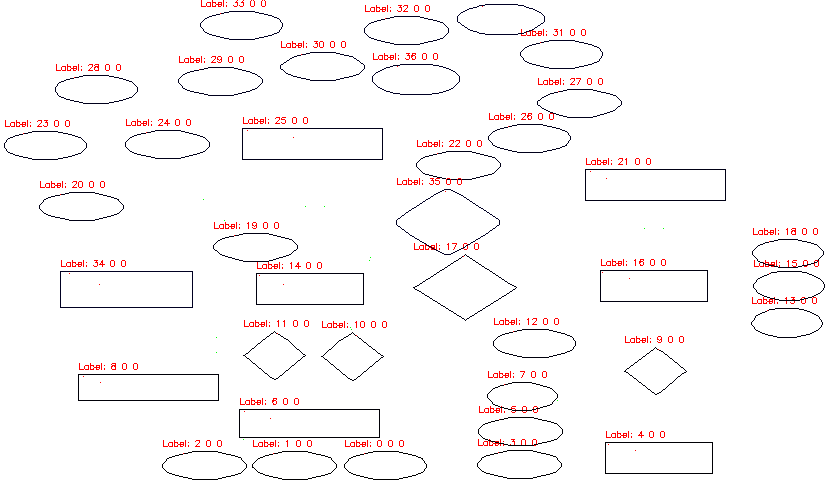 Label: 33 0 0
Label: 32 0 0
Label: 31 0 0
Label: 30 0 0
Label: 29 0 0
Label: 36 0 0
Label: 28 0 0
Label: 27 0 0
Label: 26 0 0
Label: 25 0 0
Label: 24 0 0
Label: 23 0 0
Label: 22 0 0
Label: 21 0 0
Label: 35 0 0
Label: 20 0 0
Label: 19 0 0
Label: 18 0 0
Label: 17 0 0
Label: 34 0 0
Label: 14 0 0
Label: 16 0 0
Label: 15 0 0
Label: 13 0 0
Label: 11 0 0
Label: 10 0 0
Label: 12 0 0
Label: 9 0 0
Label: 8 0 0
Label: 7 0 0
Label: 6 0 0
Label: 5 0 0
Label: 4 0 0
Label: 2 0 0
Label: 1 0 0
Label: 0 0 0
Label: 3 0 0